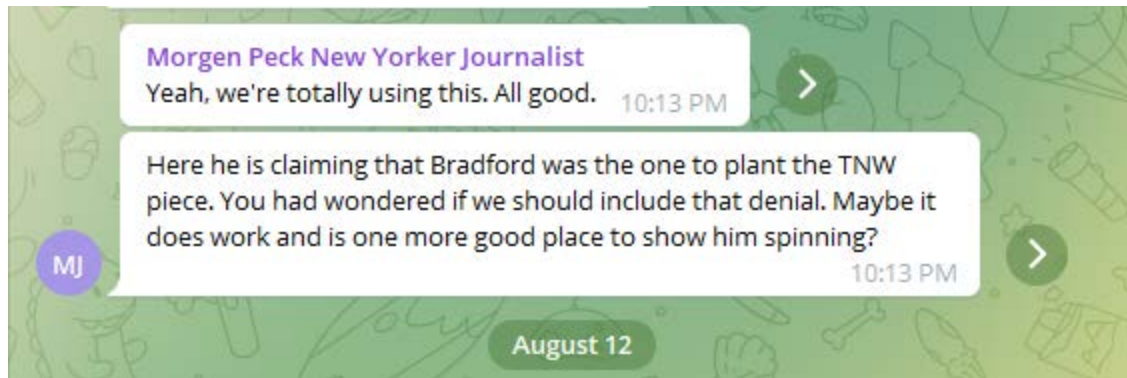 Morgen Peck New Yorker Journalist
Yeah, we're totally using this. All good.
10:13 PM
Here he is claiming that Bradford was the one to plant the TNW
piece. You had wondered if we should include that denial. Maybe it
does work and is one more good place to show him spinning?
10:13 PM
MJ
August 12